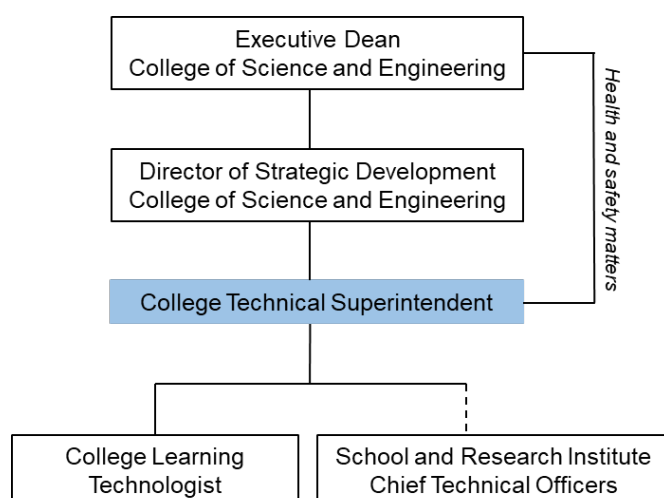 Executive Dean
College of Science and Engineering
Health and safety matters
Director of Strategic Development
College of Science and Engineering
College Technical Superintendent
College Learning
Technologist
School and Research Institute
Chief Technical Officers